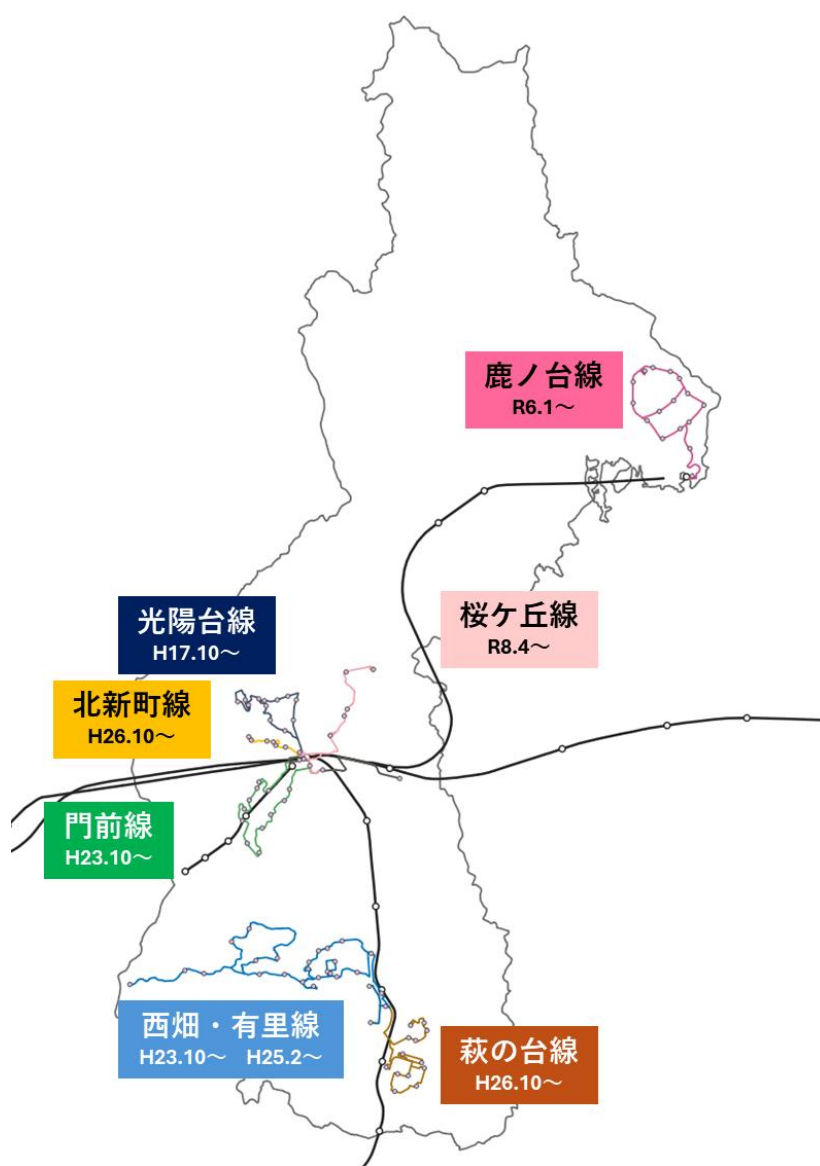 鹿ノ台線
R6.1～
光陽台線
H17.10～
桜ケ丘線
R8.4～
北新町線
H26.10～
門前線
H23.10～
西畑・有里線
H23.10～　H25.2～
萩の台線
H26.10～